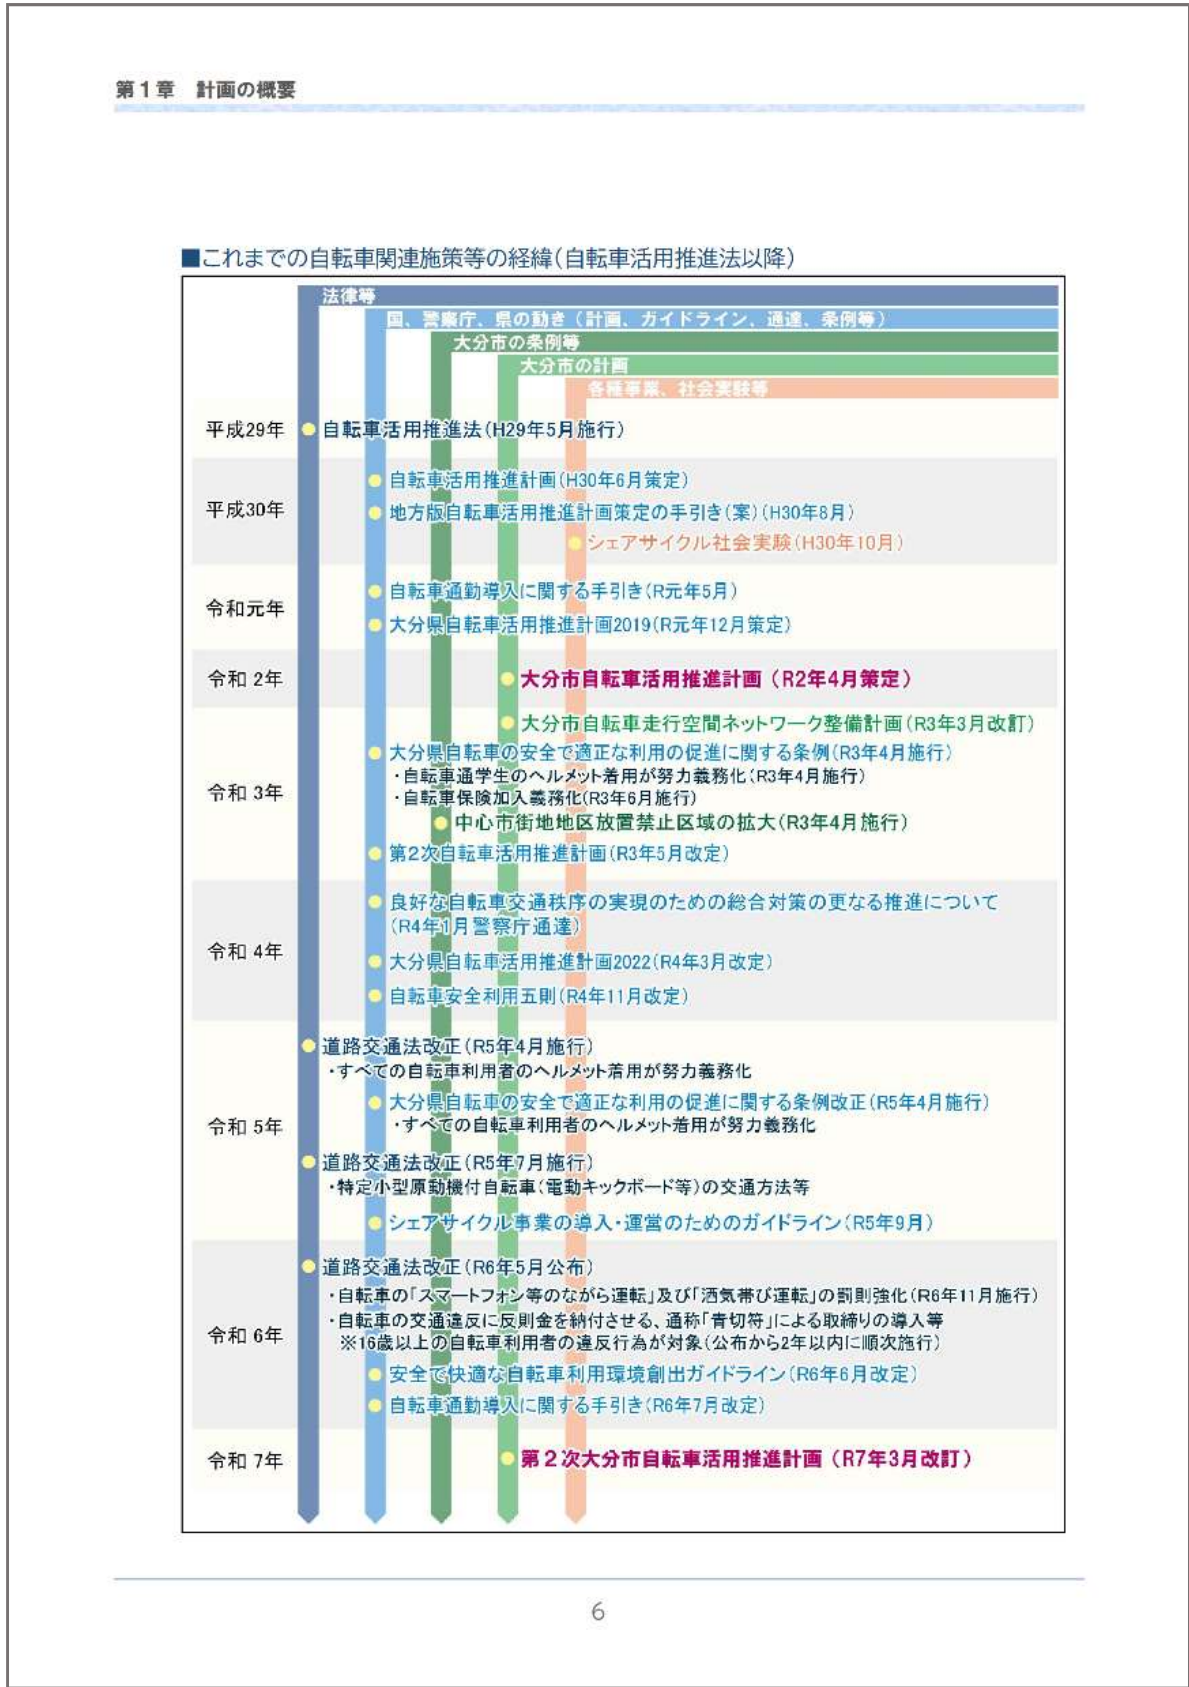 第1章　計画の概要
■これまでの自転車関連施策等の経緯(自転車活用推進法以降)
法律等
国、警察庁、県の動き（計画、ガイドライン、通達、条例等）
大分市の条例等
大分市の計画
各種事業、社会実験等
平成29年
自転車活用推進法(H29年5月施行)
平成30年
自転車活用推進計画(H30年6月策定)
地方版自転車活用推進計画策定の手引き(案)(H30年8月)
シェアサイクル社会実験(H30年10月)
令和元年
自転車通勤導入に関する手引き(R元年5月)
大分県自転車活用推進計画2019(R元年12月策定)
令和 2年
大分市自転車活用推進計画（R2年4月策定）
令和 3年
大分市自転車走行空間ネットワーク整備計画(R3年3月改訂)
大分県自転車の安全で適正な利用の促進に関する条例(R3年4月施行)
・自転車通学生のヘルメット着用が努力義務化(R3年4月施行)
・自転車保険加入義務化(R3年6月施行)
中心市街地地区放置禁止区域の拡大(R3年4月施行)
第2次自転車活用推進計画(R3年5月改定)
令和 4年
良好な自転車交通秩序の実現のための総合対策の更なる推進について
(R4年1月警察庁通達)
大分県自転車活用推進計画2022(R4年3月改定)
自転車安全利用五則(R4年11月改定)
令和 5年
道路交通法改正(R5年4月施行)
・すべての自転車利用者のヘルメット着用が努力義務化
大分県自転車の安全で適正な利用の促進に関する条例改正(R5年4月施行)
・すべての自転車利用者のヘルメット着用が努力義務化
道路交通法改正(R5年7月施行)
・特定小型原動機付自転車(電動キックボード等)の交通方法等
シェアサイクル事業の導入・運営のためのガイドライン(R5年9月)
令和 6年
道路交通法改正(R6年5月公布)
・自転車の「スマートフォン等のながら運転」及び「酒気帯び運転」の罰則強化(R6年11月施行)
・自転車の交通違反に反則金を納付させる、通称「青切符」による取締りの導入等
※16歳以上の自転車利用者の違反行為が対象(公布から2年以内に順次施行)
安全で快適な自転車利用環境創出ガイドライン(R6年6月改定)
自転車通勤導入に関する手引き(R6年7月改定)
令和 7年
第２次大分市自転車活用推進計画（R7年3月改訂）
6